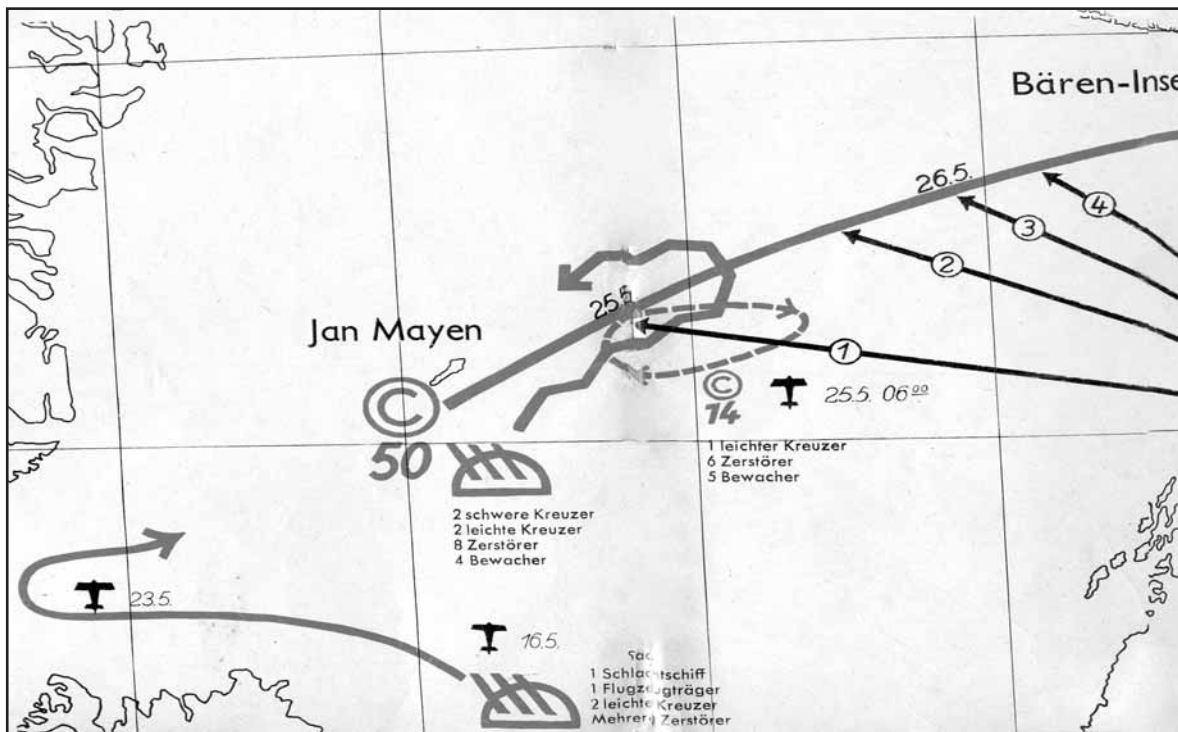 Bären-Inse
26.5.
4
3
2
25.5
Jan Mayen
1
C
C
25.5. 06⁰⁰
14
50
1 leichter Kreuzer
6 Zerstörer
5 Bewacher
2 schwere Kreuzer
2 leichte Kreuzer
8 Zerstörer
4 Bewacher
23.5.
16.5.
1 Schlachtschiff
1 Flugzeugträger
2 leichte Kreuzer
Mehrere Zerstörer